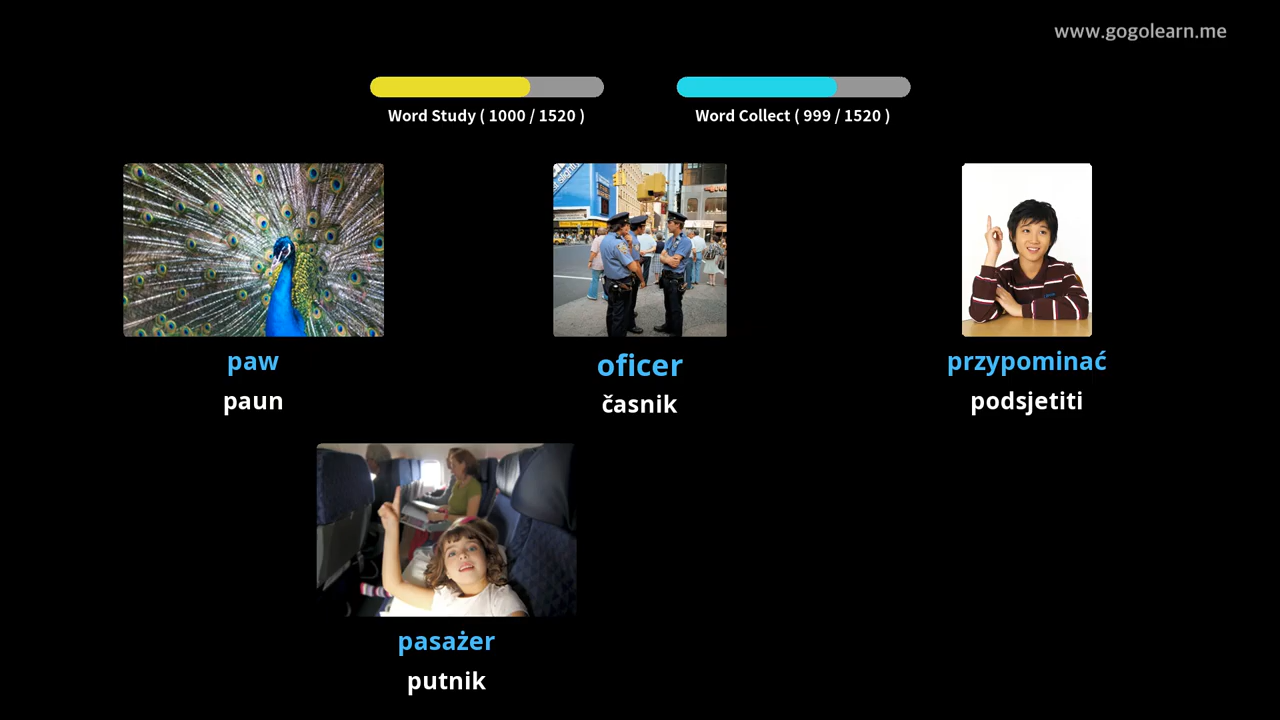 www.gogolearn.me
Word Study ( 1000 / 1520 )
Word Collect ( 999 / 1520 )
paw
oficer
przypominać
paun
časnik
podsjetiti
pasażer
putnik